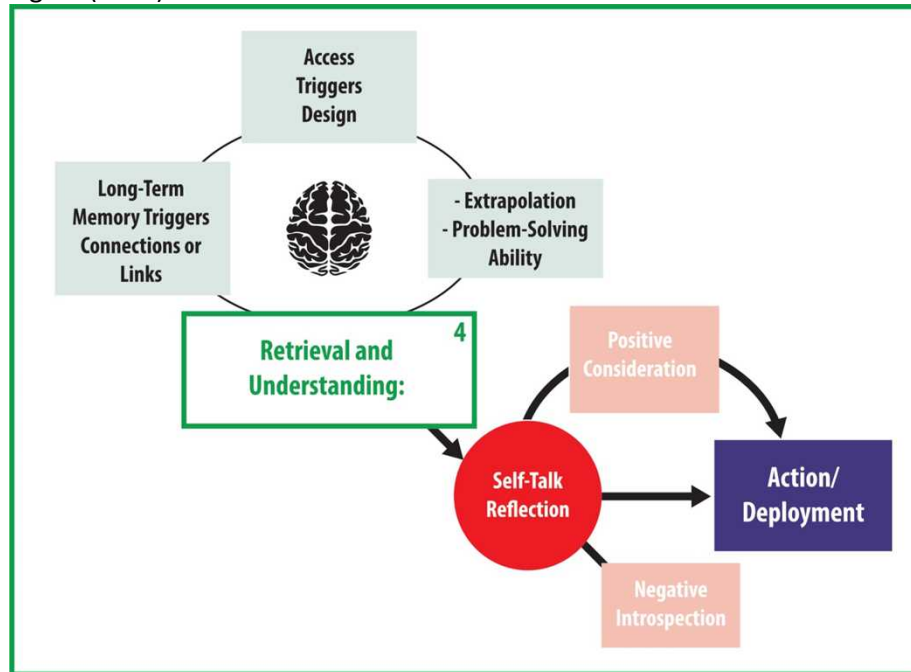 Access
Triggers
Design
Long-Term
Memory Triggers
Connections or
Links
- Extrapolation
- Problem-Solving
Ability
4
Retrieval and
Understanding:
Positive
Consideration
Self-Talk
Reflection
Action/
Deployment
Negative
Introspection